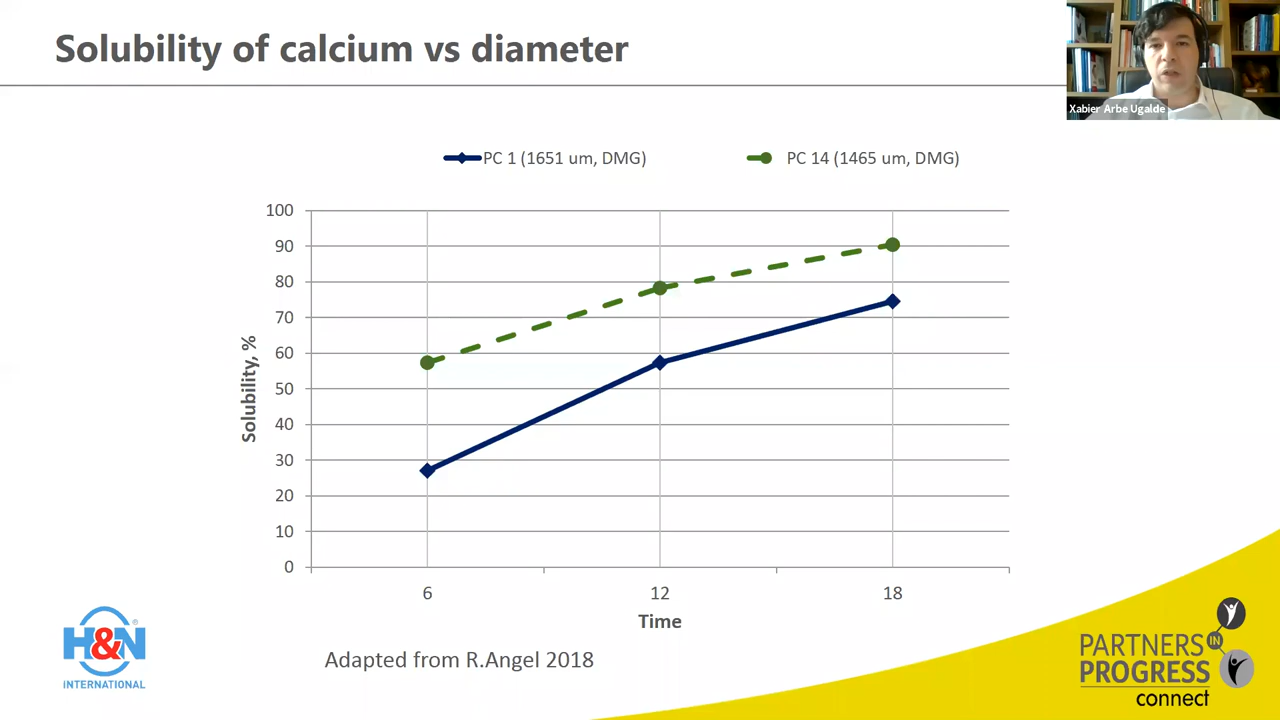 Solubility of calcium vs diameter
Xabier Arbe Ugalde
PC 1 (1651 um, DMG)
PC 14 (1465 um, DMG)
100
90
80
70
60
50
40
30
20
10
0
Solubility, %
6
12
18
Time
Adapted from R.Angel 2018
H&N
®
INTERNATIONAL
PARTNERS IN
PROGRESS
connect